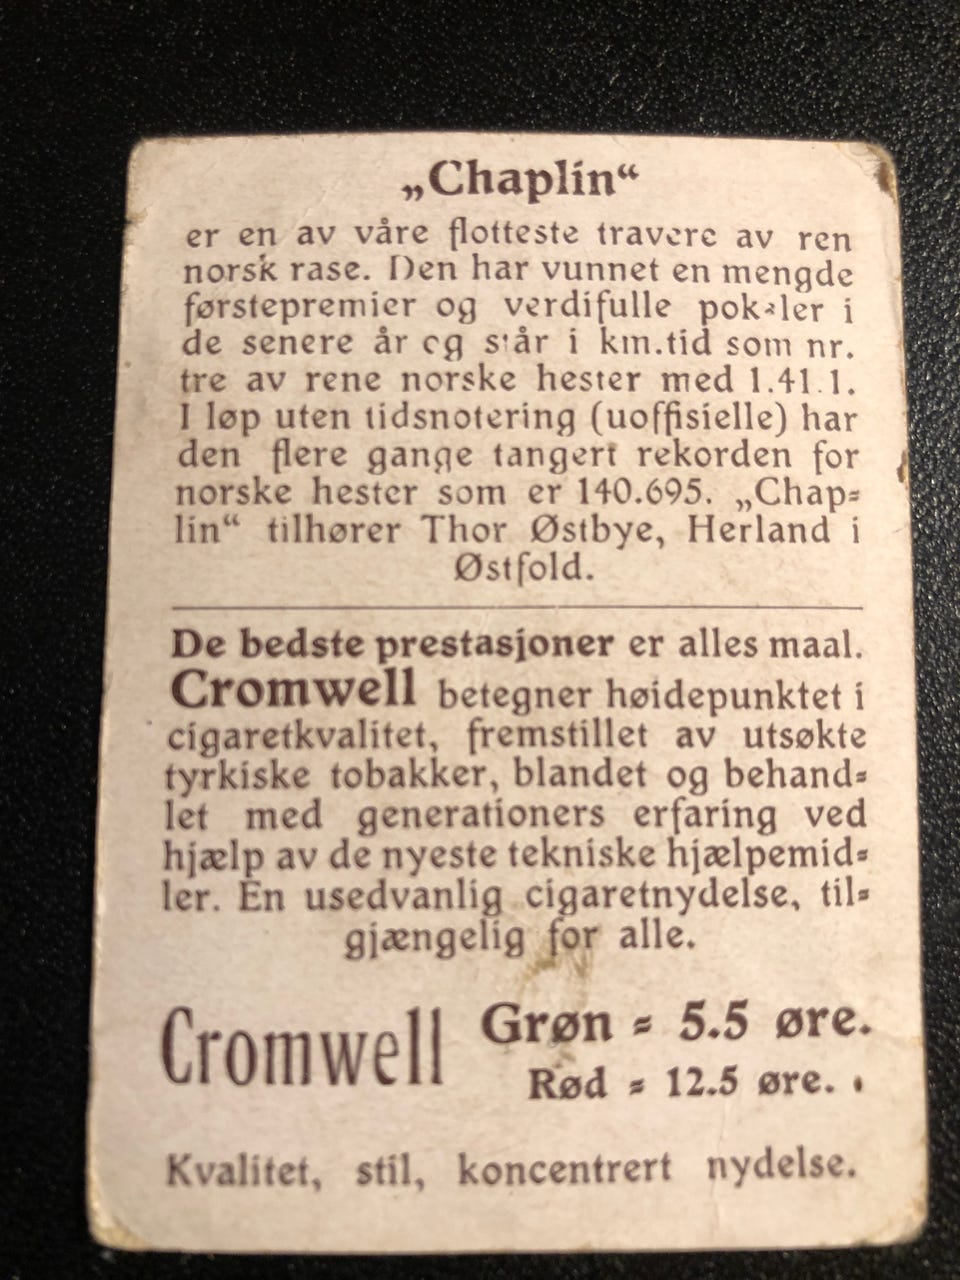 „Chaplin“
er en av våre flotteste travere av ren
norsk rase. Den har vunnet en mengde
førstepremier og verdifulle pokaler i
de senere år og står i km.tid som nr.
tre av rene norske hester med 1.41.1.
I løp uten tidsnotering (uoffisielle) har
den flere gange tangert rekorden for
norske hester som er 140.695. „Chap=
lin“ tilhører Thor Østbye, Herland i
Østfold.
De bedste prestasjoner er alles maal.
Cromwell betegner høidepunktet i
cigaretkvalitet, fremstillet av utsøkte
tyrkiske tobakker, blandet og behand=
let med generationers erfaring ved
hjælp av de nyeste tekniske hjælpemid=
ler. En usedvanlig cigaretnydelse, til=
gjængelig for alle.
Cromwell Grøn = 5.5 øre.
Rød = 12.5 øre.
Kvalitet, stil, koncentrert nydelse.